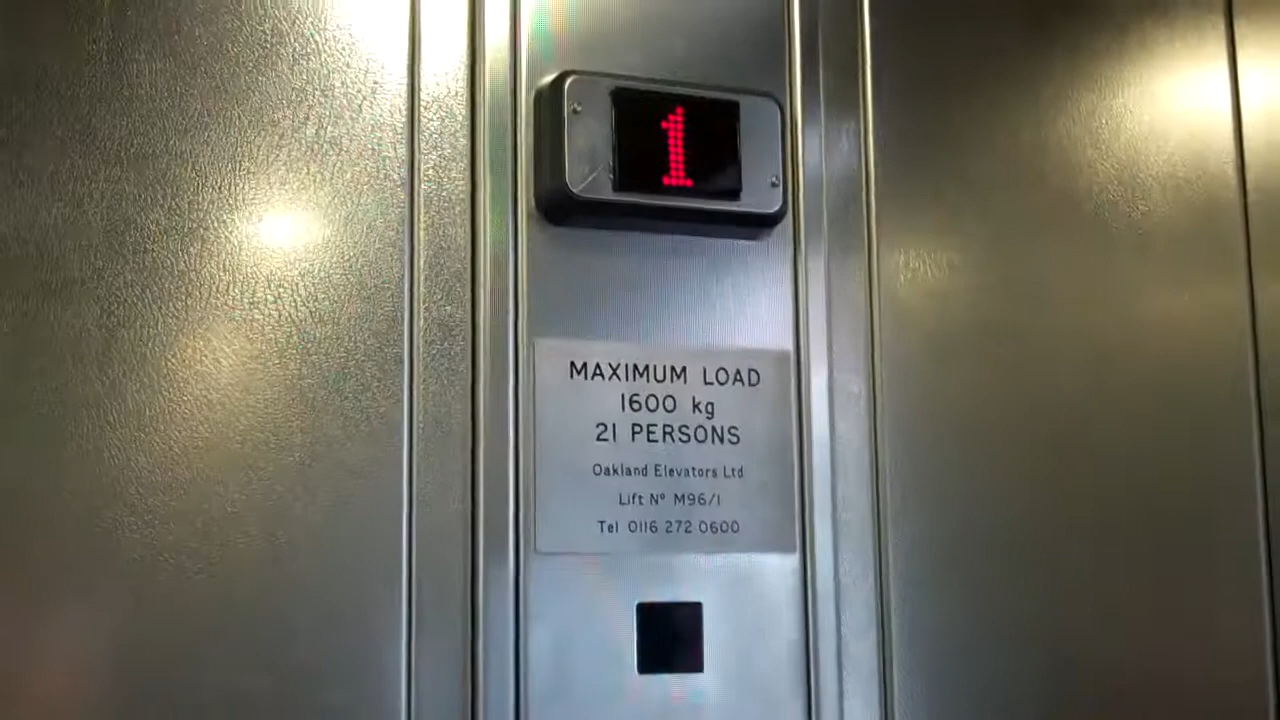 1
MAXIMUM LOAD
1600 kg
21 PERSONS
Oakland Elevators Ltd
Lift Nº M96/1
Tel 0116 272 0600